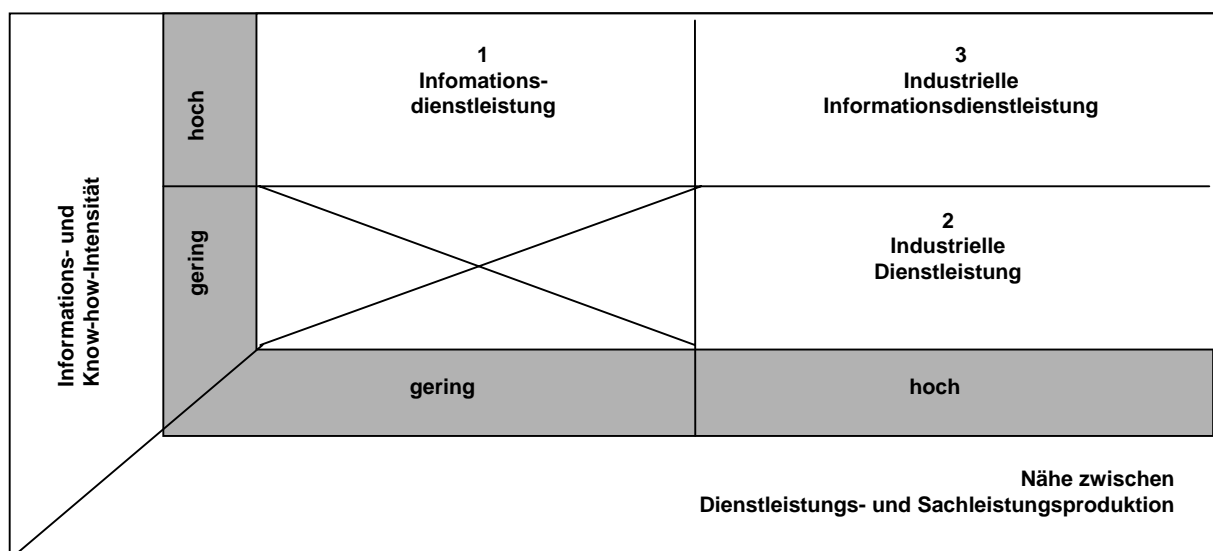 1
Infomations-
dienstleistung
3
Industrielle
Informationsdienstleistung
hoch
Informations- und
Know-how-Intensität
gering
2
Industrielle
Dienstleistung
gering
hoch
Nähe zwischen
Dienstleistungs- und Sachleistungsproduktion